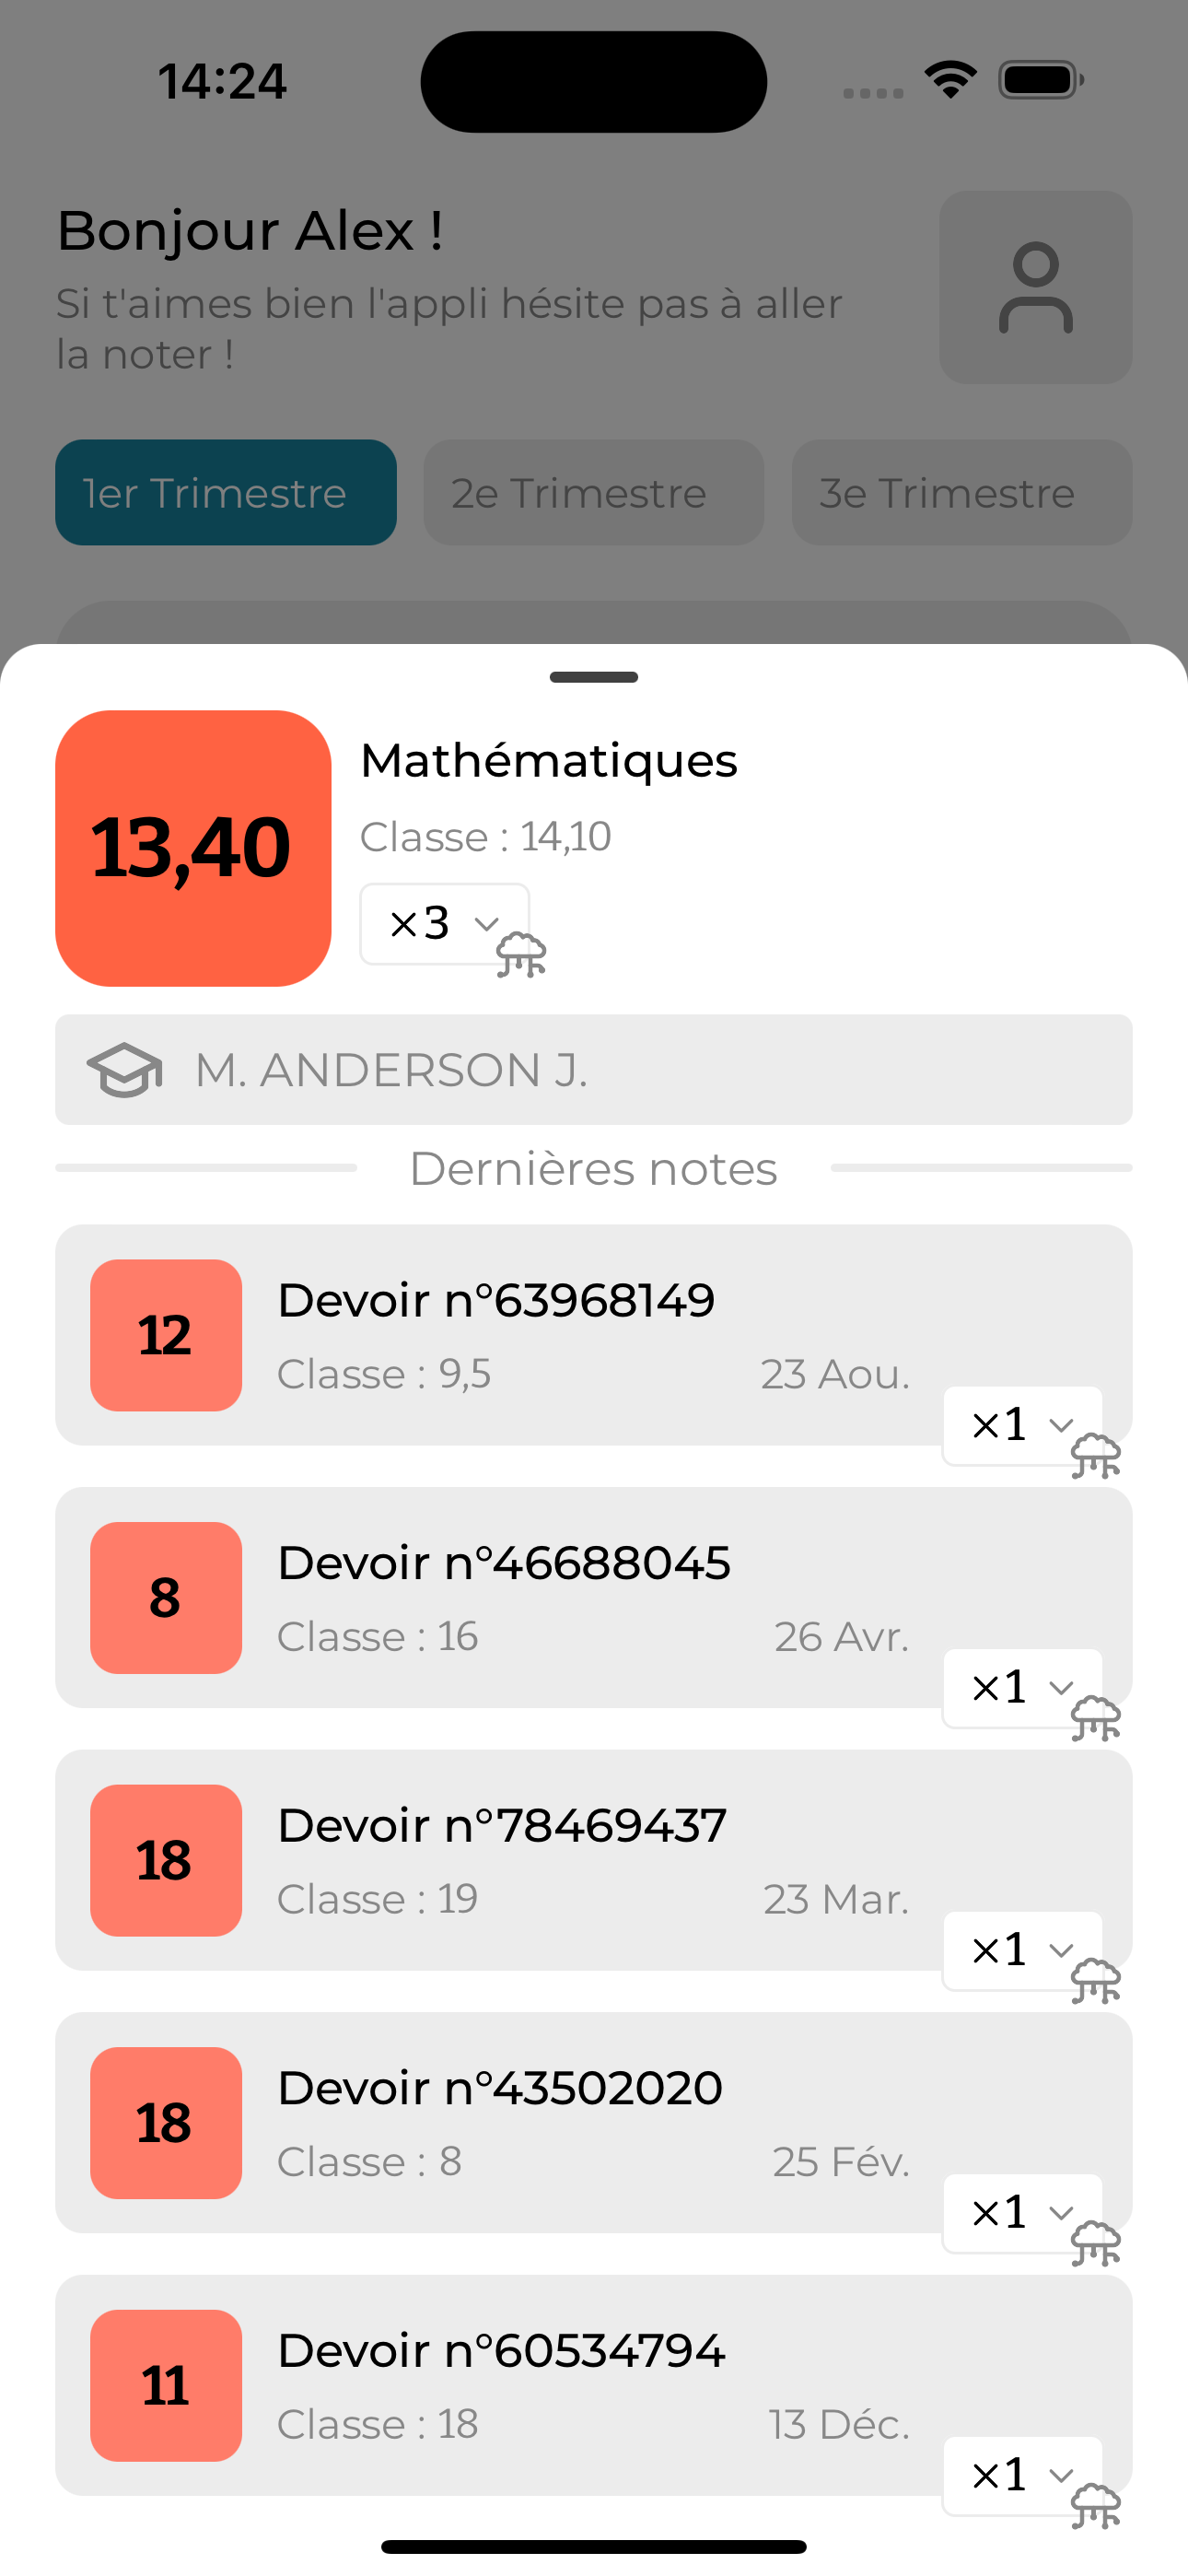 14:24
Bonjour Alex !
Si t'aimes bien l'appli hésite pas à aller
la noter !
1er Trimestre
2e Trimestre
3e Trimestre
13,40
Mathématiques
Classe : 14,10
×3
M. ANDERSON J.
Dernières notes
12
Devoir n°63968149
Classe : 9,5
23 Aou.
×1
8
Devoir n°46688045
Classe : 16
26 Avr.
×1
18
Devoir n°78469437
Classe : 19
23 Mar.
×1
18
Devoir n°43502020
Classe : 8
25 Fév.
×1
11
Devoir n°60534794
Classe : 18
13 Déc.
×1